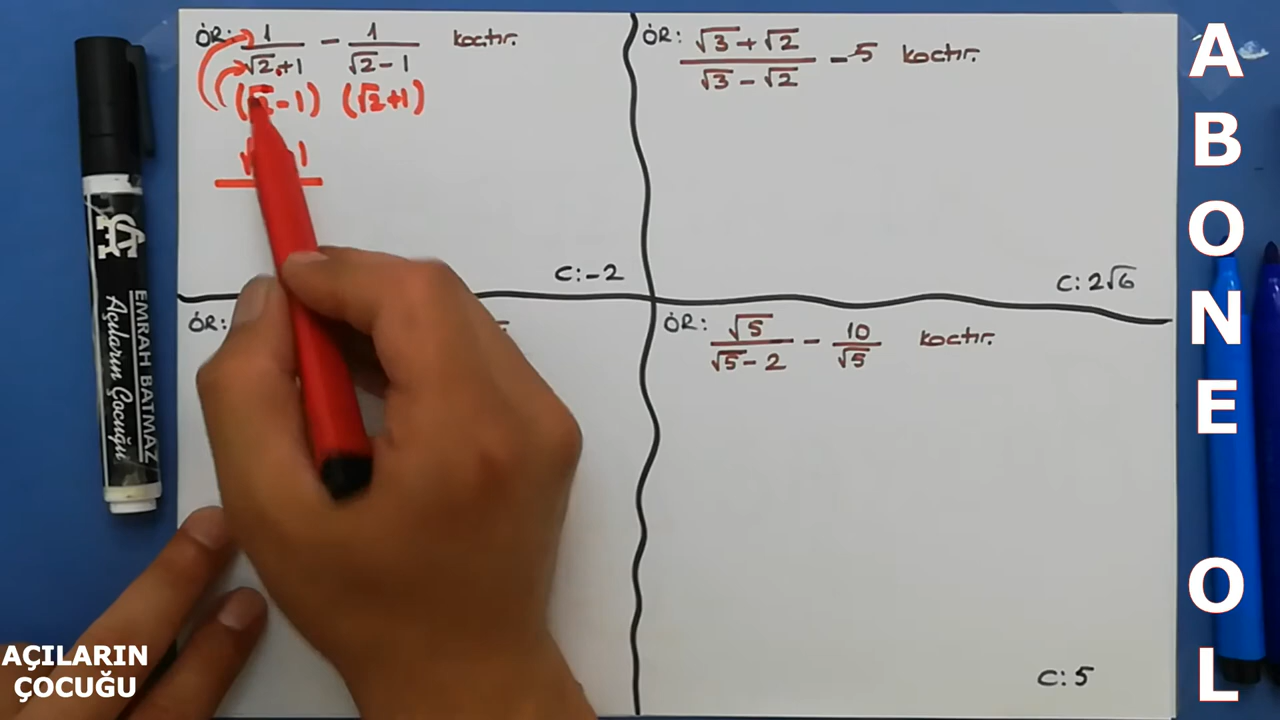 ÖR: 1/(√2+1) - 1/(√2-1) kaçtır.
(√2-1) (√2+1)
C: -2
ÖR: (√3+√2)/(√3-√2) - 5 kaçtır.
C: 2√6
ÖR:
ÖR: √5/(√5-2) - 10/√5 kaçtır.
C: 5
EMRAH BATMAZ
Açıların Çocuğu
AÇILARIN
ÇOCUĞU
ABONE OL